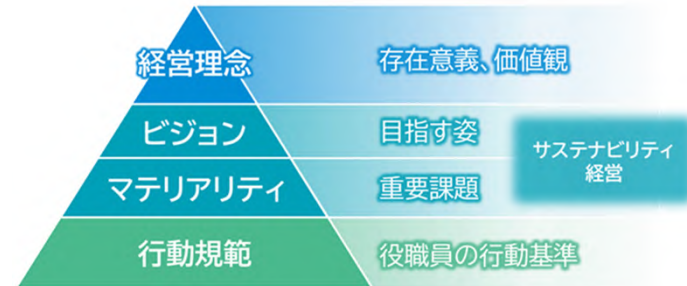 経営理念
存在意義、価値観
ビジョン
目指す姿
マテリアリティ
重要課題
サステナビリティ
経営
行動規範
役職員の行動基準